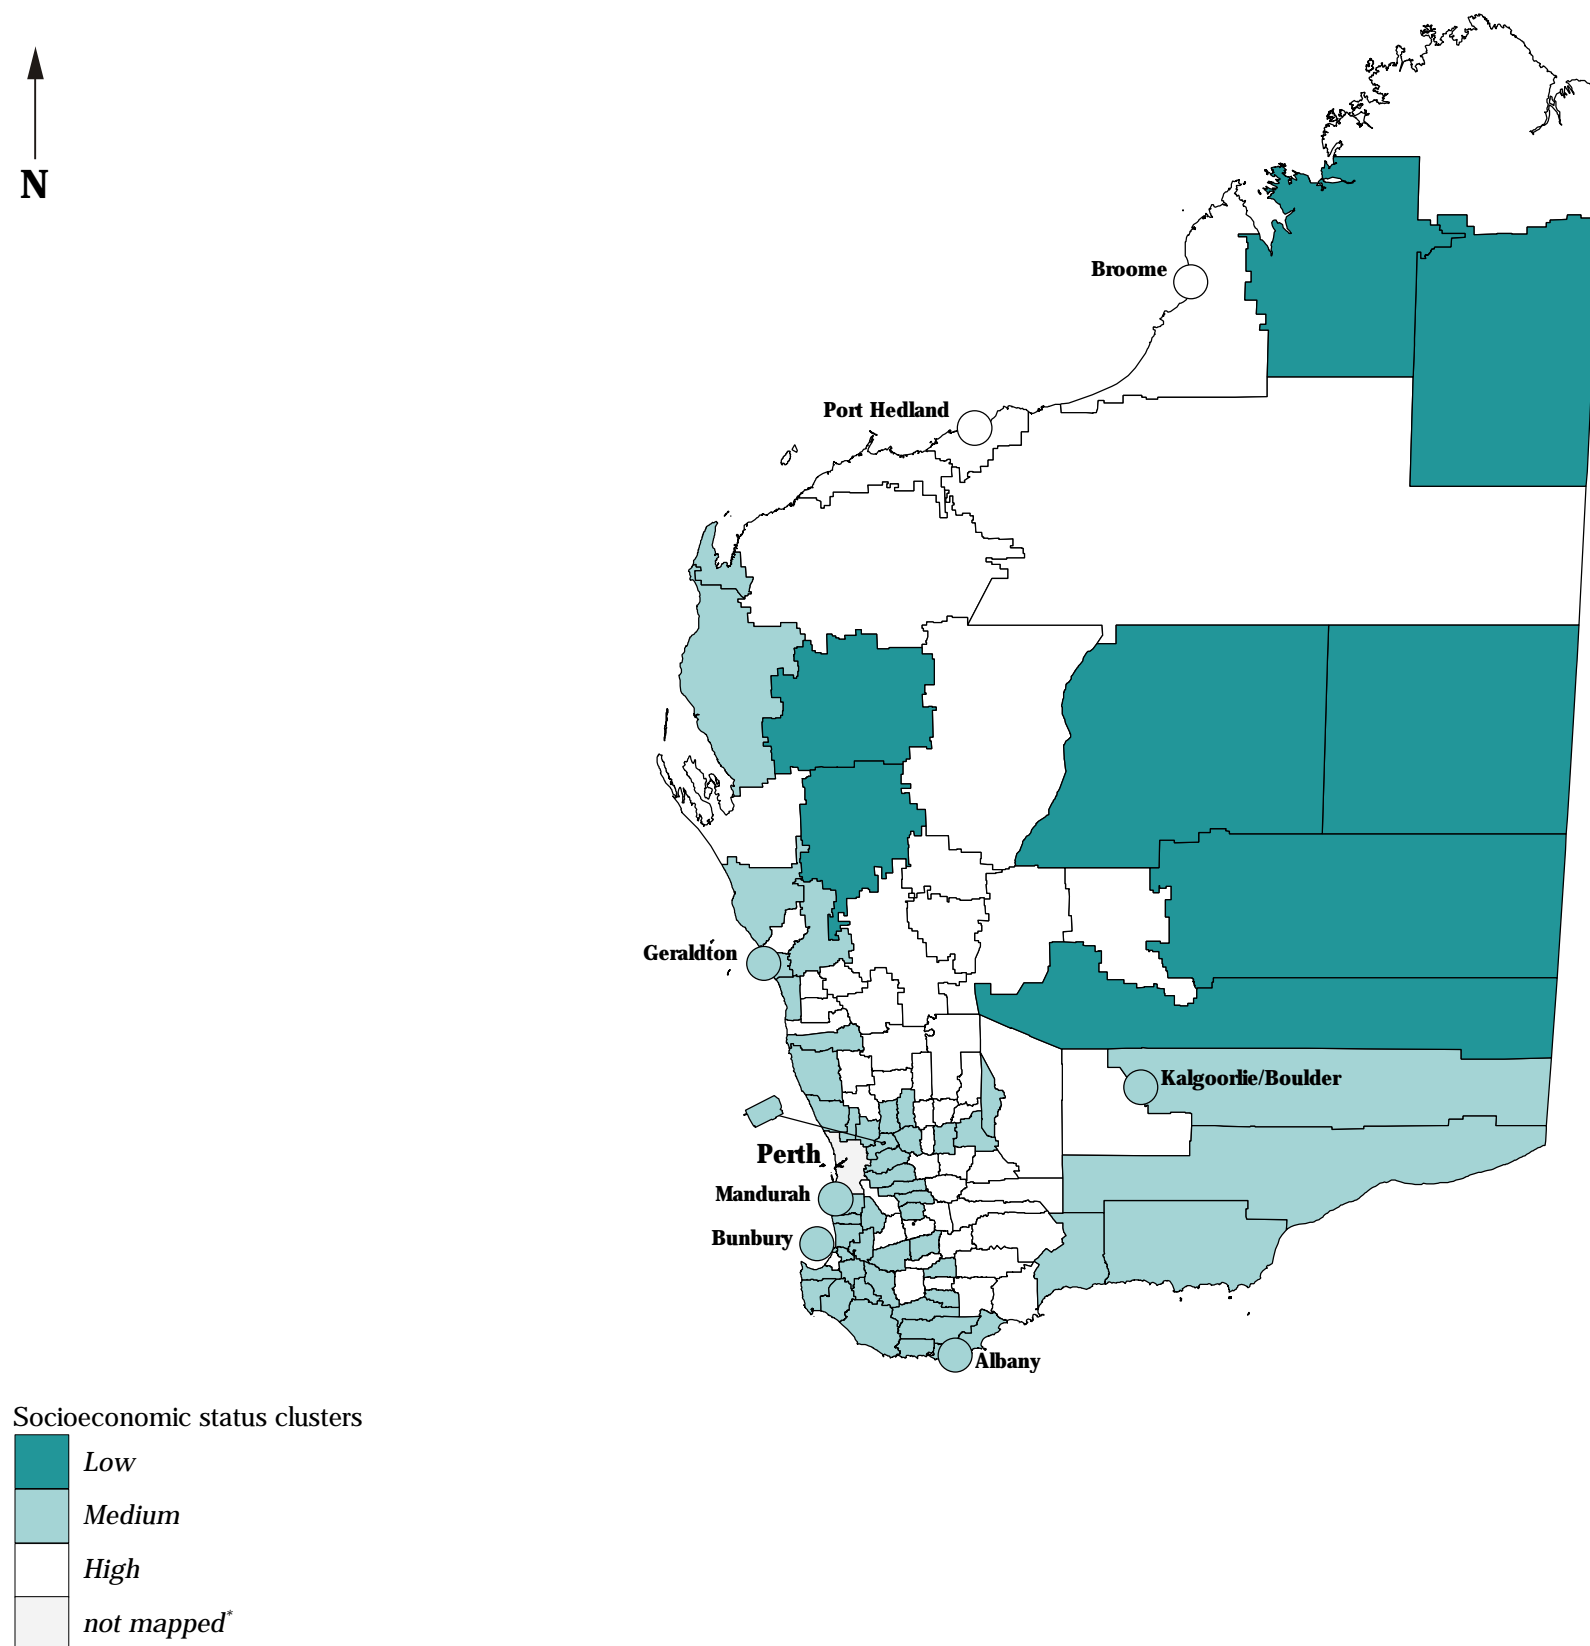 N
Broome
Port Hedland
Geraldton
Kalgoorlie/Boulder
Perth
Mandurah
Bunbury
Albany
Socioeconomic status clusters
Low
Medium
High
not mapped*